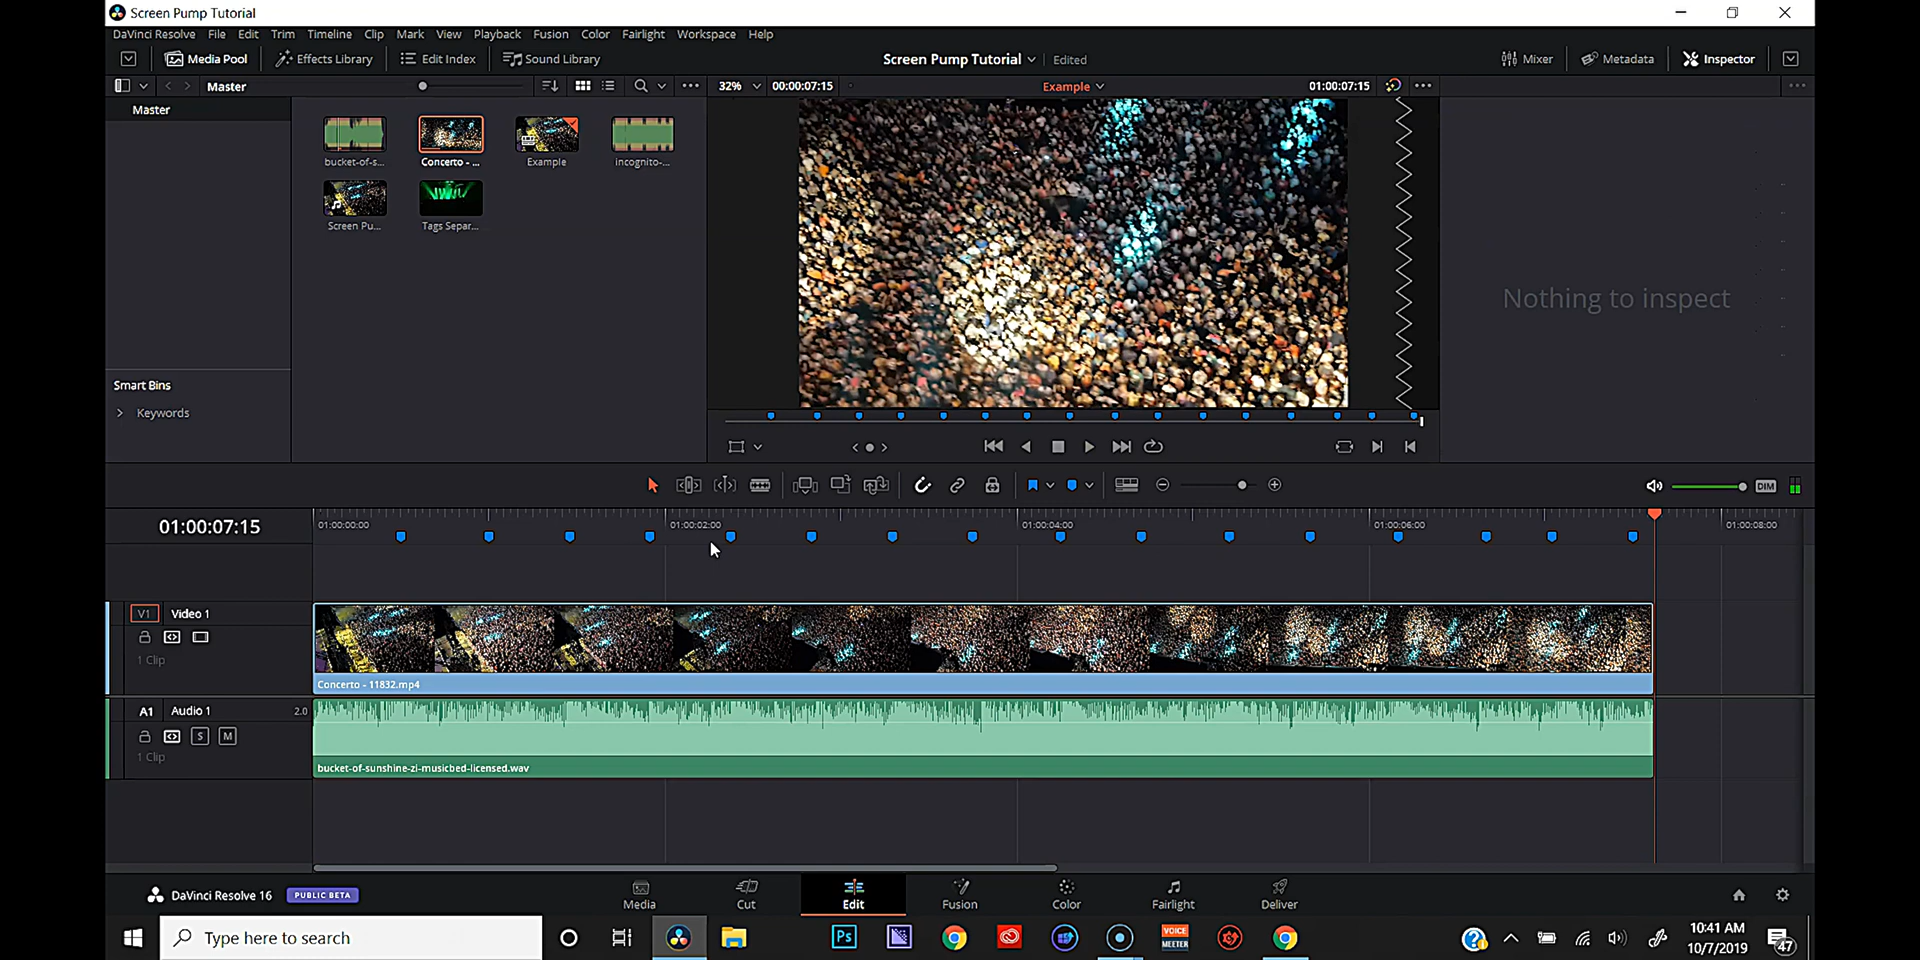 Screen Pump Tutorial
DaVinci Resolve File Edit Trim Timeline Clip Mark View Playback Fusion Color Fairlight Workspace Help
Media Pool Effects Library Edit Index Sound Library Screen Pump Tutorial Edited Mixer Metadata Inspector
Master 32% 00:00:07:15 Example 01:00:07:15
Master
bucket-of-s... Concerto - ... Example incognito-...
Screen Pu... Tags Separ...
Nothing to inspect
Smart Bins
Keywords
DIM
01:00:07:15 01:00:00:00 01:00:02:00 01:00:04:00 01:00:06:00 01:00:08:00
V1 Video 1
1 Clip
Concerto - 11832.mp4
A1 Audio 1 2.0
S M
1 Clip
bucket-of-sunshine-zi-musicbed-licensed.wav
DaVinci Resolve 16 PUBLIC BETA Media Cut Edit Fusion Color Fairlight Deliver
Type here to search Ps VOICE MEETER 10:41 AM
10/7/2019 47